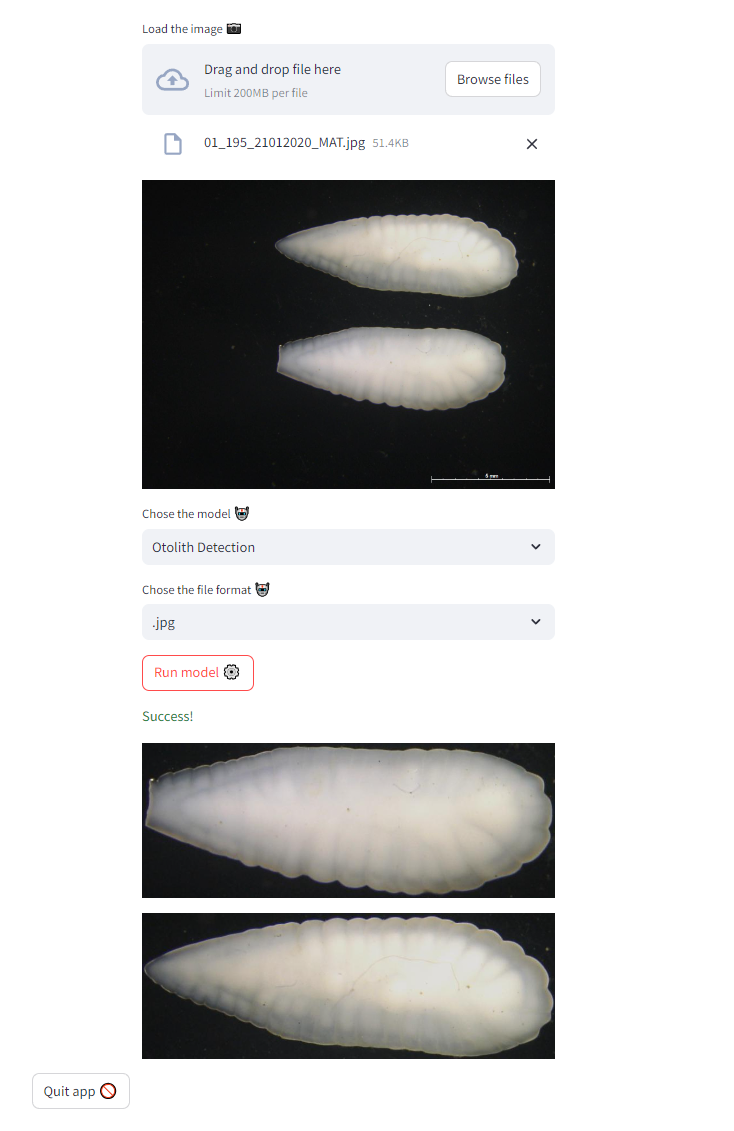 Load the image
Drag and drop file here
Limit 200MB per file
Browse files
01_195_21012020_MAT.jpg 51.4KB
6 mm
Chose the model
Otolith Detection
Chose the file format
.jpg
Run model
Success!
Quit app